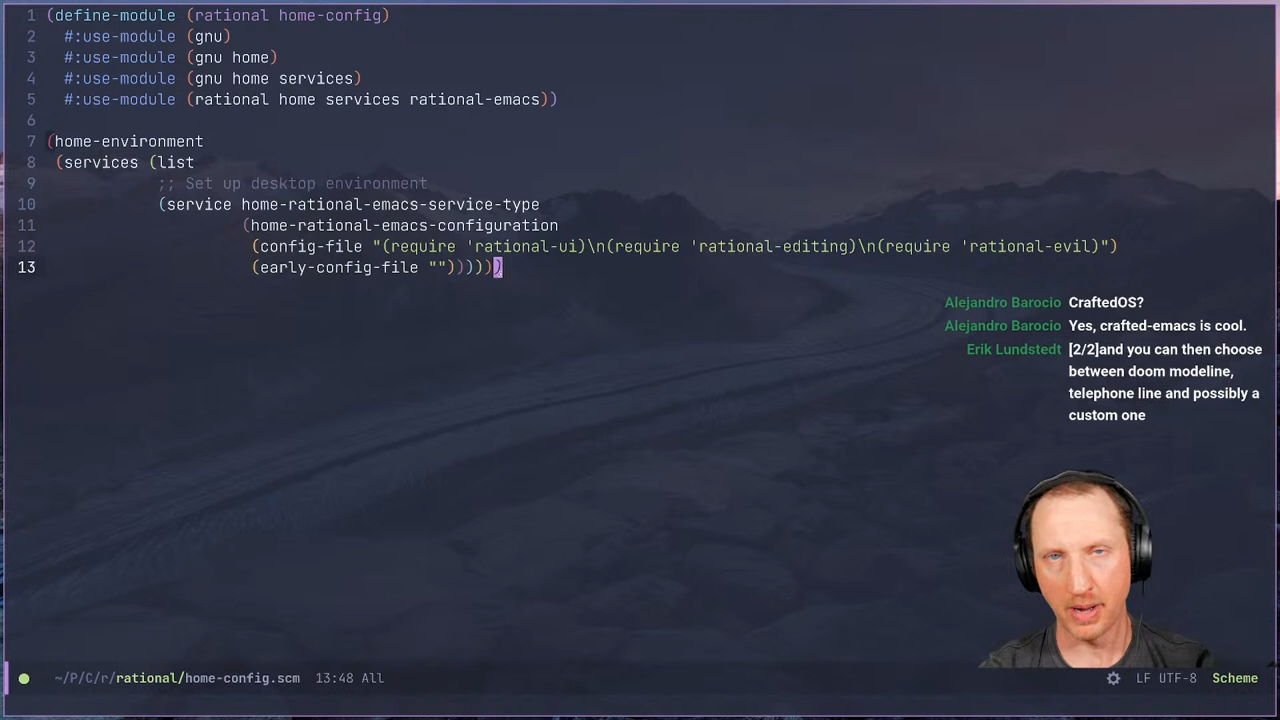 1 (define-module (rational home-config)
2   #:use-module (gnu)
3   #:use-module (gnu home)
4   #:use-module (gnu home services)
5   #:use-module (rational home services rational-emacs))
6
7 (home-environment
8  (services (list
9             ;; Set up desktop environment
10             (service home-rational-emacs-service-type
11                      (home-rational-emacs-configuration
12                       (config-file "(require 'rational-ui)\n(require 'rational-editing)\n(require 'rational-evil)")
13                       (early-config-file ""))))))
Alejandro Barocio CraftedOS?
Alejandro Barocio Yes, crafted-emacs is cool.
Erik Lundstedt [2/2]and you can then choose
between doom modeline,
telephone line and possibly a
custom one
~/P/C/r/rational/home-config.scm 13:48 All LF UTF-8 Scheme